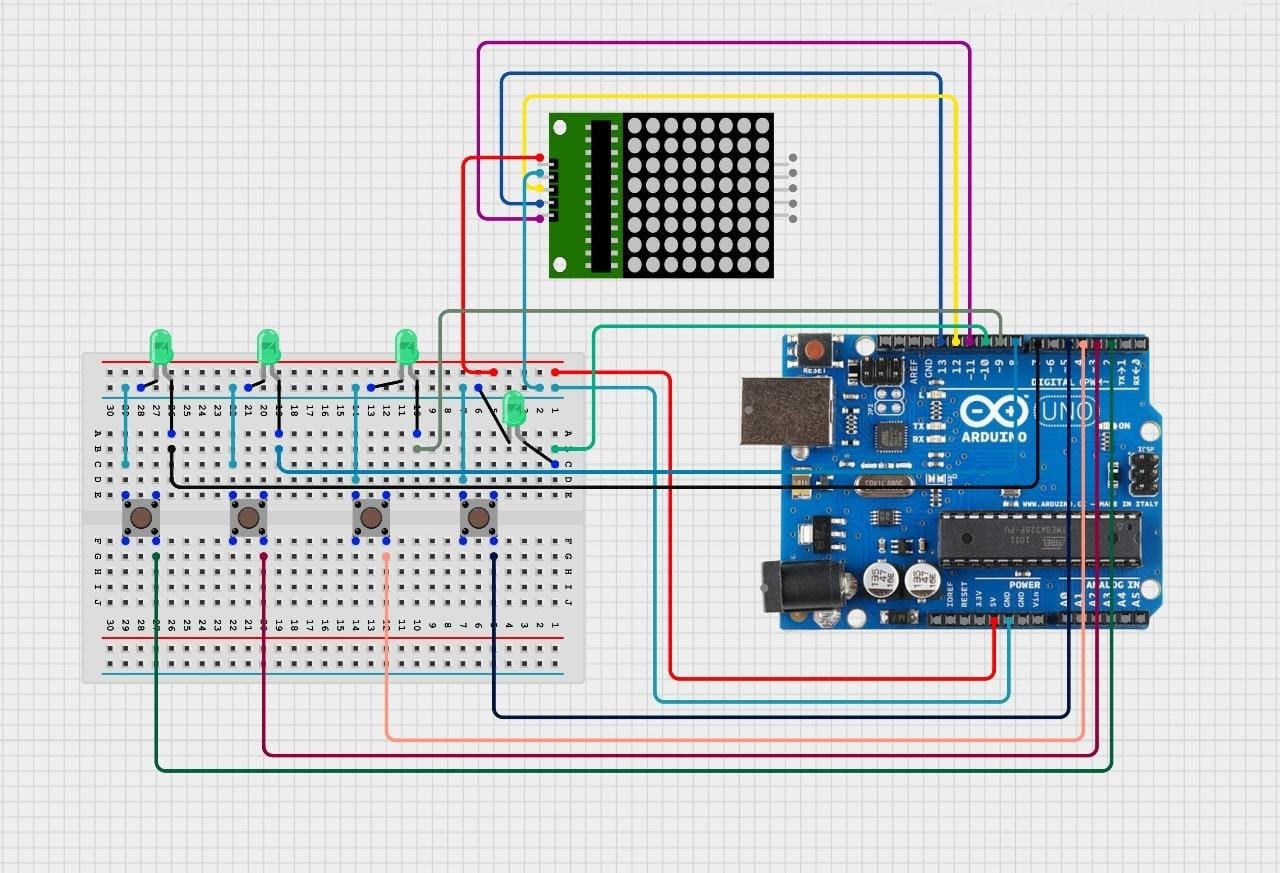 RESET
AREF
GND
13
12
~11
~10
~9
8
7
~6
~5
4
~3
2
TX→1
RX←0
DIGITAL (PWM~)
UNO
TX
RX
ARDUINO
ON
ICSP
WWW.ARDUINO.CC - MADE IN ITALY
ATMEL
POWER
ANALOG IN
IOREF
RESET
3.3V
5V
GND
GND
Vin
A0
A1
A2
A3
A4
A5
30 29 28 27 26 25 24 23 22 21 20 19 18 17 16 15 14 13 12 11 10 9 8 7 6 5 4 3 2 1
A A
B B
C C
D D
E E
F F
G G
H H
I I
J J
30 29 28 27 26 25 24 23 22 21 20 19 18 17 16 15 14 13 12 11 10 9 8 7 6 5 4 3 2 1